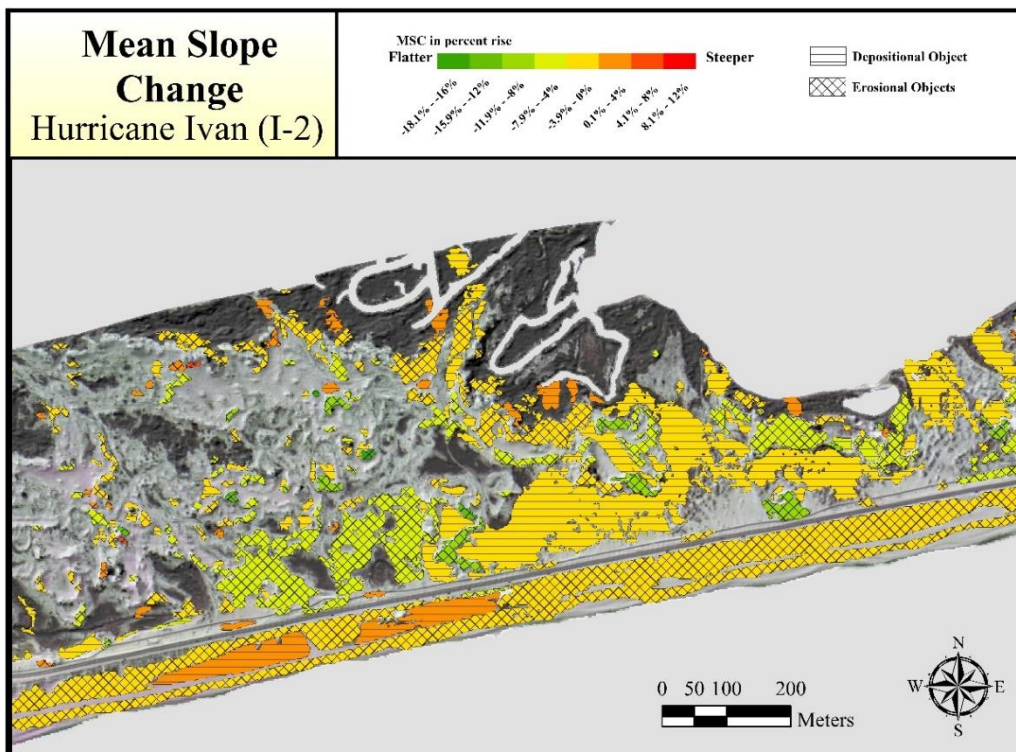 Mean Slope
Change
Hurricane Ivan (I-2)
MSC in percent rise
Flatter
Steeper
-18.1% - -16%
-15.9% - -12%
-11.9% - -8%
-7.9% - -4%
-3.9% - 0%
0.1% - 4%
4.1% - 8%
8.1% - 12%
Depositional Object
Erosional Objects
N
W E
S
0 50 100 200
Meters